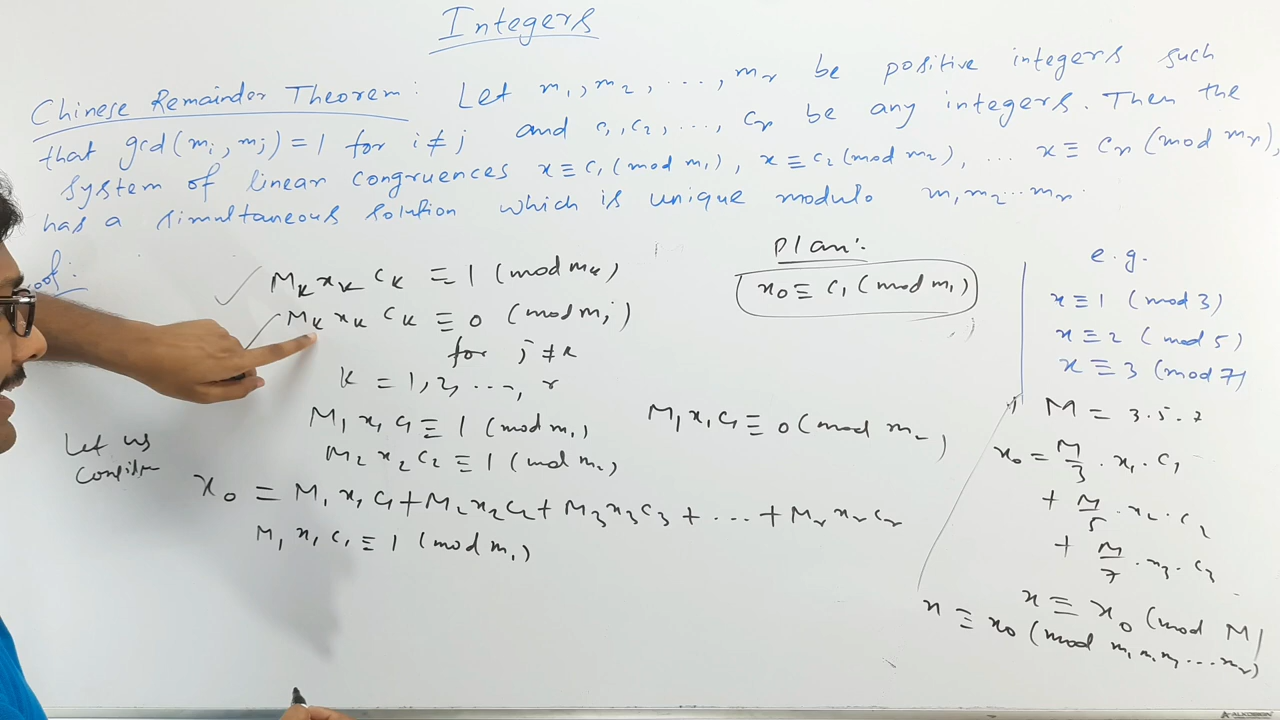 Integers
Chinese Remainder Theorem: Let m₁, m₂, ..., mᵣ be positive integers such
that gcd(mᵢ, mⱼ) = 1 for i ≠ j and c₁, c₂, ..., cᵣ be any integers. Then the
system of linear congruences x ≡ c₁ (mod m₁), x ≡ c₂ (mod m₂), ... x ≡ cᵣ (mod mᵣ),
has a simultaneous solution which is unique modulo m₁m₂...mᵣ.
oof:
Mₖ xₖ cₖ ≡ 1 (mod mₖ)
Mₖ xₖ cₖ ≡ 0 (mod mⱼ)
for j ≠ k
k = 1, 2, ..., r
M₁ x₁ c₁ ≡ 1 (mod m₁)
M₁ x₁ c₁ ≡ 0 (mod m₂)
M₂ x₂ c₂ ≡ 1 (mod m₂)
Let us
consider
x₀ = M₁ x₁ c₁ + M₂ x₂ c₂ + M₃ x₃ c₃ + ... + Mᵣ xᵣ cᵣ
M₁ x₁ c₁ ≡ 1 (mod m₁)
Plan:
x₀ ≡ c₁ (mod m₁)
e.g.
x ≡ 1 (mod 3)
x ≡ 2 (mod 5)
x ≡ 3 (mod 7)
M = 3.5.7
x₀ = M/3 . x₁ . c₁
+ M/5 . x₂ . c₂
+ M/7 . x₃ . c₃
x ≡ x₀ (mod M)
x ≡ x₀ (mod m₁ m₂ m₃ ... mᵣ)